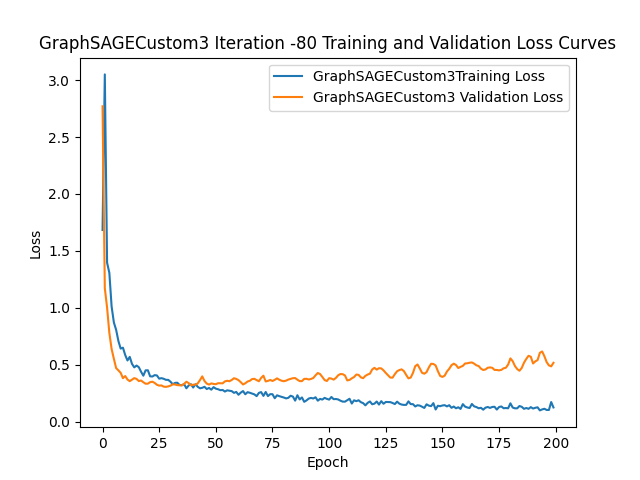 GraphSAGECustom3 Iteration -80 Training and Validation Loss Curves
GraphSAGECustom3Training Loss
GraphSAGECustom3 Validation Loss
3.0
2.5
2.0
1.5
1.0
0.5
0.0
Loss
0 25 50 75 100 125 150 175 200
Epoch